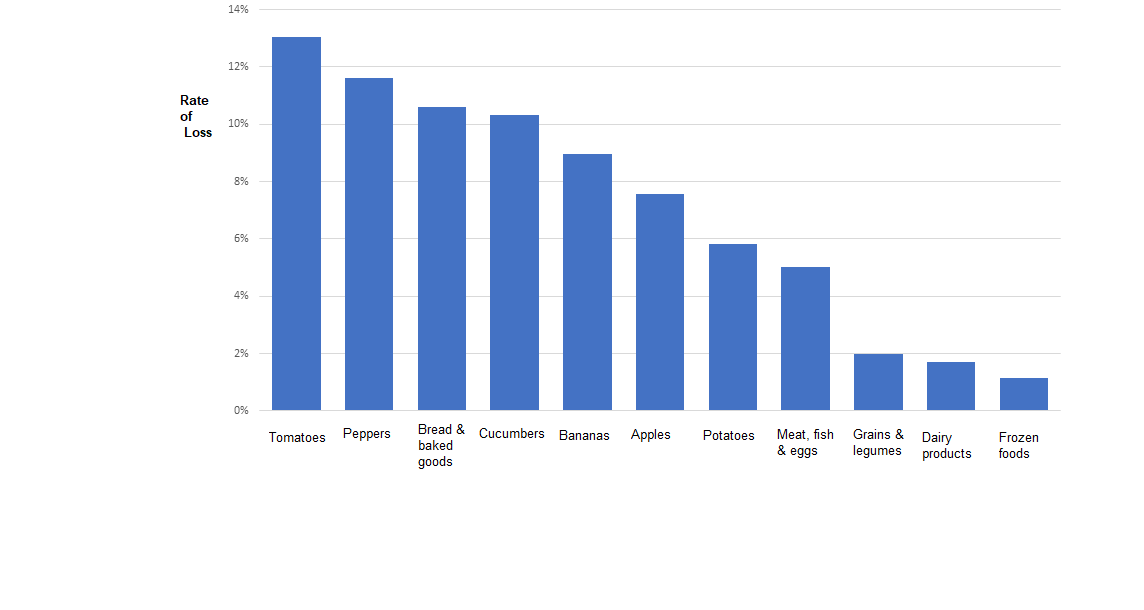 14%
12%
Rate
of
Loss
10%
8%
6%
4%
2%
0%
Tomatoes
Peppers
Bread &
baked
goods
Cucumbers
Bananas
Apples
Potatoes
Meat, fish
& eggs
Grains &
legumes
Dairy
products
Frozen
foods